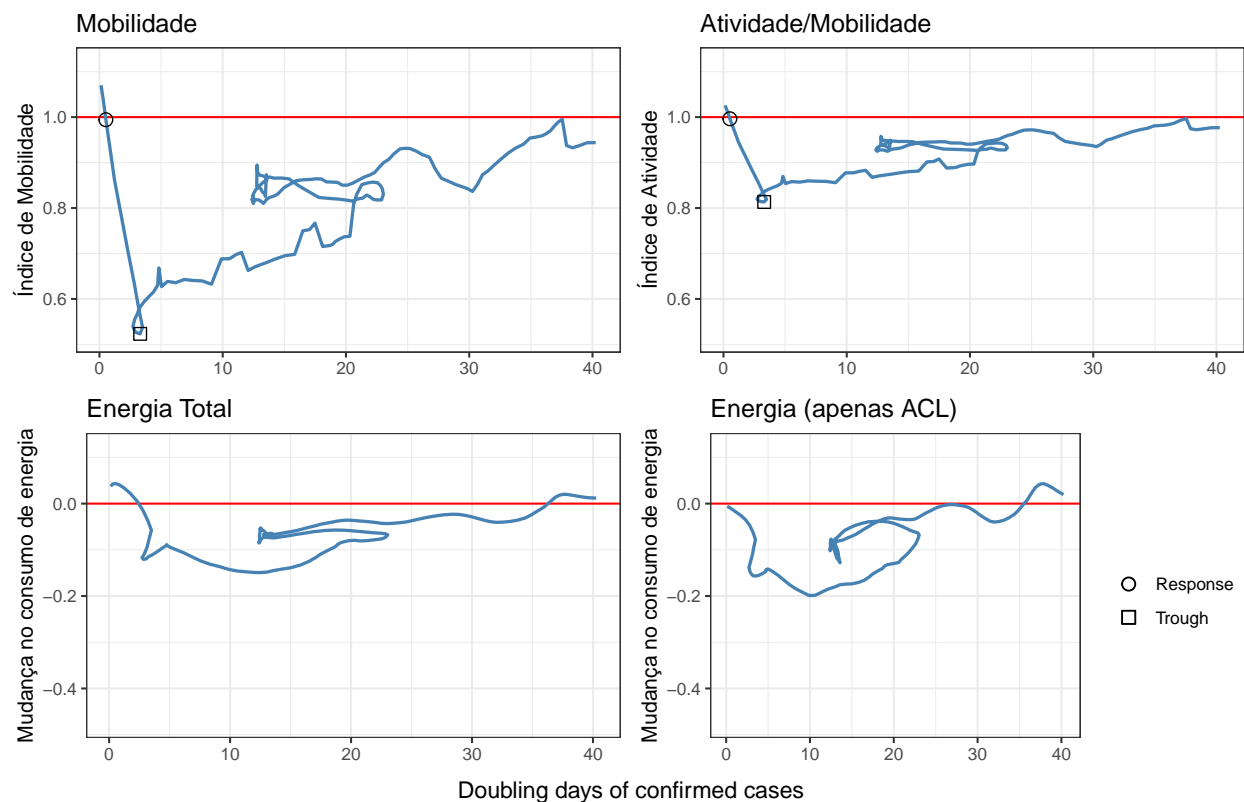 Mobilidade
Atividade/Mobilidade
Índice de Mobilidade
1.0
0.8
0.6
0
10
20
30
40
Índice de Atividade
1.0
0.8
0.6
0
10
20
30
40
Energia Total
Energia (apenas ACL)
Mudança no consumo de energia
0.0
−0.2
−0.4
0
10
20
30
40
Mudança no consumo de energia
0.0
−0.2
−0.4
0
10
20
30
40
Response
Trough
Doubling days of confirmed cases